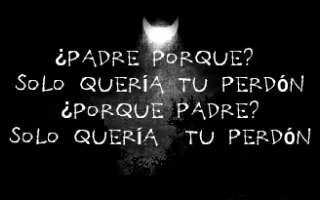 ¿PADRE PORQUE?
SOLO QUERÍA TU PERDÓN
¿PORQUE PADRE?
SOLO QUERÍA TU PERDÓN